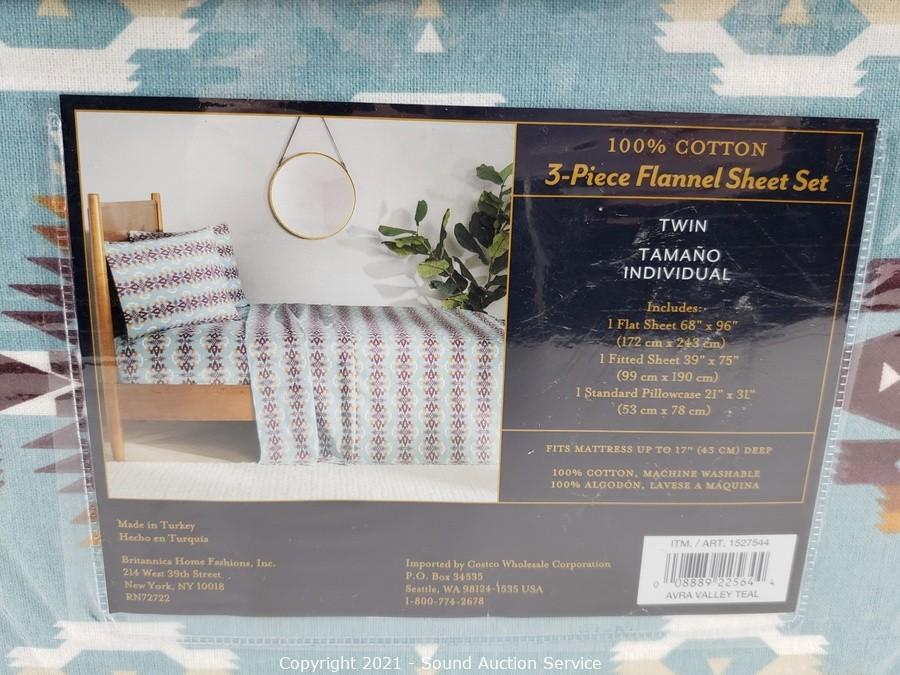 100% COTTON
3-Piece Flannel Sheet Set
TWIN
TAMAÑO
INDIVIDUAL
Includes:
1 Flat Sheet 68" x 96"
(172 cm x 243 cm)
1 Fitted Sheet 39" x 75"
(99 cm x 190 cm)
1 Standard Pillowcase 21" x 31"
(53 cm x 78 cm)
FITS MATTRESS UP TO 17" (43 CM) DEEP
100% COTTON, MACHINE WASHABLE
100% ALGODÓN, LAVESE A MÁQUINA
Made in Turkey
Hecho en Turquía
Britannica Home Fashions, Inc.
214 West 39th Street
New York, NY 10018
RN72722
Imported by Costco Wholesale Corporation
P.O. Box 34535
Seattle, WA 98124-1535 USA
1-800-774-2678
ITM. / ART. 1527544
0 08889 22564 4
AVRA VALLEY TEAL
Copyright 2021 - Sound Auction Service